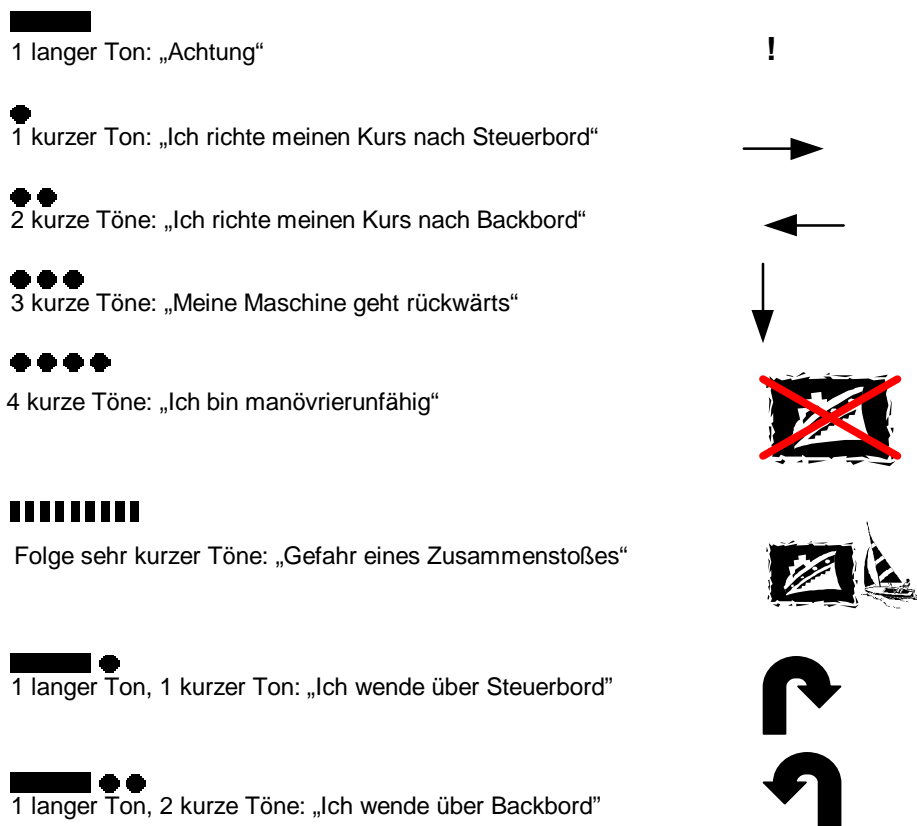 1 langer Ton: „Achtung“
!
1 kurzer Ton: „Ich richte meinen Kurs nach Steuerbord“
2 kurze Töne: „Ich richte meinen Kurs nach Backbord“
3 kurze Töne: „Meine Maschine geht rückwärts“
4 kurze Töne: „Ich bin manövrierunfähig“
Folge sehr kurzer Töne: „Gefahr eines Zusammenstoßes“
1 langer Ton, 1 kurzer Ton: „Ich wende über Steuerbord”
1 langer Ton, 2 kurze Töne: „Ich wende über Backbord”